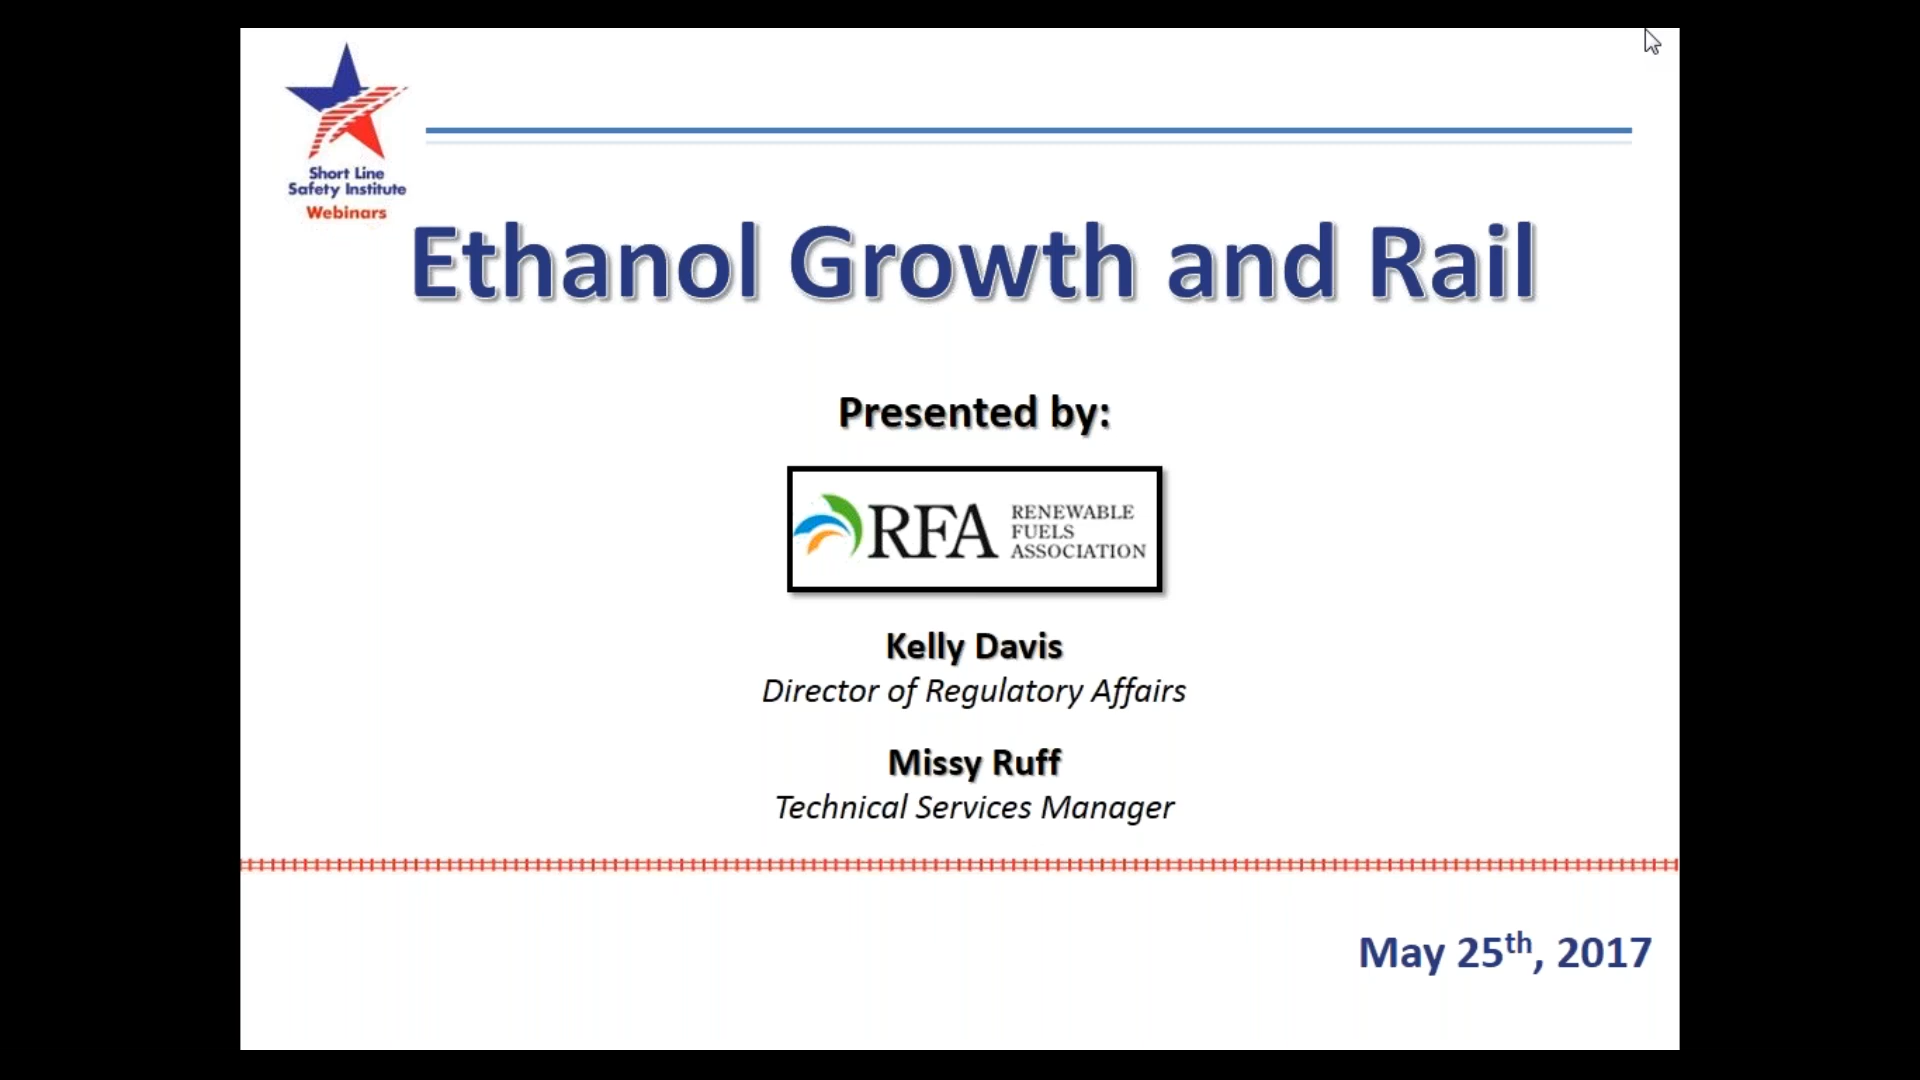 Short Line
Safety Institute
Webinars
Ethanol Growth and Rail
Presented by:
RFA
RENEWABLE
FUELS
ASSOCIATION
Kelly Davis
Director of Regulatory Affairs
Missy Ruff
Technical Services Manager
May 25th, 2017